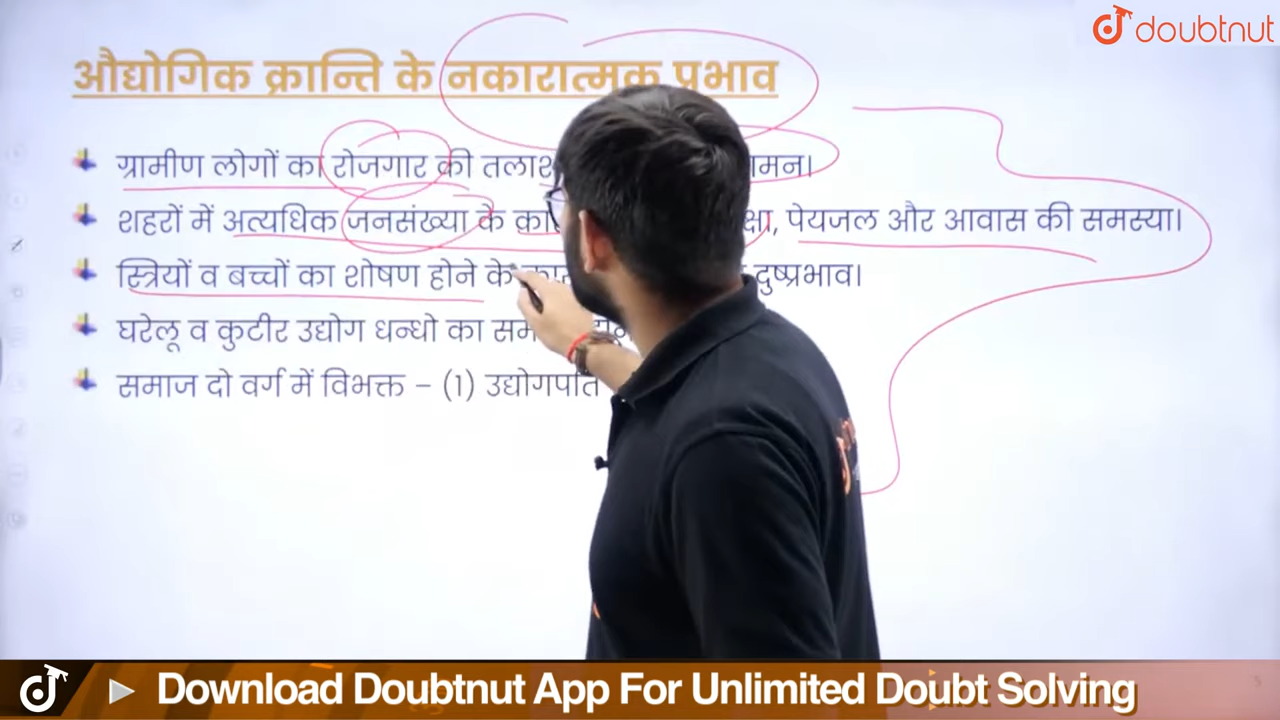 doubtnut
औद्योगिक क्रान्ति के नकारात्मक प्रभाव
ग्रामीण लोगों का रोजगार की तलाश
शहरों में अत्यधिक जनसंख्या के पेयजल और आवास की समस्या।
स्त्रियों व बच्चों का शोषण होने के दुष्प्रभाव।
घरेलू व कुटीर उद्योग धन्धो का
समाज दो वर्ग में विभक्त – (1) उद्योगपति
Download Doubtnut App For Unlimited Doubt Solving